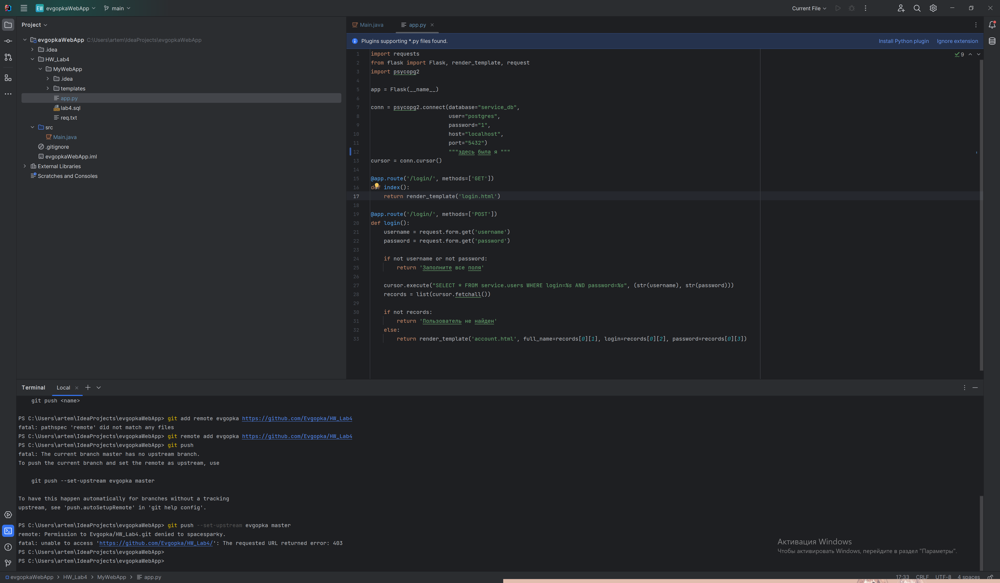 EW evgopkaWebApp main Current File
Project
evgopkaWebApp C:\Users\artem\IdeaProjects\evgopkaWebApp
.idea
HW_Lab4
MyWebApp
.idea
templates
app.py
lab4.sql
req.txt
src
Main.java
.gitignore
evgopkaWebApp.iml
External Libraries
Scratches and Consoles
Main.java app.py
Plugins supporting *.py files found. Install Python plugin Ignore extension
9
1 import requests
2 from flask import Flask, render_template, request
3 import psycopg2
4
5 app = Flask(__name__)
6
7 conn = psycopg2.connect(database="service_db",
8 user="postgres",
9 password="1",
10 host="localhost",
11 port="5432")
12 """здесь была я """
13 cursor = conn.cursor()
14
15 @app.route('/login/', methods=['GET'])
16 def index():
17 return render_template('login.html')
18
19 @app.route('/login/', methods=['POST'])
20 def login():
21 username = request.form.get('username')
22 password = request.form.get('password')
23
24 if not username or not password:
25 return 'Заполните все поля'
26
27 cursor.execute("SELECT * FROM service.users WHERE login=%s AND password=%s", (str(username), str(password)))
28 records = list(cursor.fetchall())
29
30 if not records:
31 return 'Пользователь не найден'
32 else:
33 return render_template('account.html', full_name=records[0][1], login=records[0][2], password=records[0][3])
Terminal Local
git push <name>
PS C:\Users\artem\IdeaProjects\evgopkaWebApp> git add remote evgopka https://github.com/Evgopka/HW_Lab4
fatal: pathspec 'remote' did not match any files
PS C:\Users\artem\IdeaProjects\evgopkaWebApp> git remote add evgopka https://github.com/Evgopka/HW_Lab4
PS C:\Users\artem\IdeaProjects\evgopkaWebApp> git push
fatal: The current branch master has no upstream branch.
To push the current branch and set the remote as upstream, use
git push --set-upstream evgopka master
To have this happen automatically for branches without a tracking
upstream, see 'push.autoSetupRemote' in 'git help config'.
PS C:\Users\artem\IdeaProjects\evgopkaWebApp> git push --set-upstream evgopka master
remote: Permission to Evgopka/HW_Lab4.git denied to spacesparky.
fatal: unable to access 'https://github.com/Evgopka/HW_Lab4/': The requested URL returned error: 403
PS C:\Users\artem\IdeaProjects\evgopkaWebApp>
PS C:\Users\artem\IdeaProjects\evgopkaWebApp>
Активация Windows
Чтобы активировать Windows, перейдите в раздел "Параметры".
evgopkaWebApp > HW_Lab4 > MyWebApp > app.py 17:33 CRLF UTF-8 4 spaces